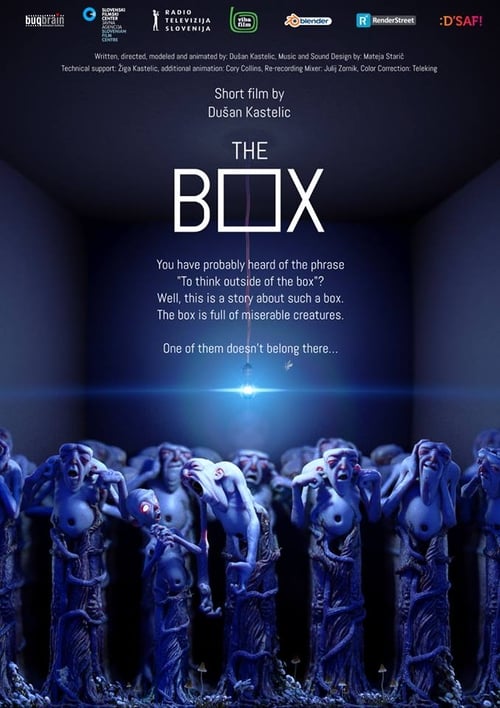 bugbrain
SLOVENSKI
FILMSKI
CENTER
JAVNA
AGENCIJA
SLOVENIAN
FILM
CENTRE
RADIO
TELEVIZIJA
SLOVENIJA
viba
film
blender
R RenderStreet
:D'SAF!
Written, directed, modeled and animated by: Dušan Kastelic, Music and Sound Design by: Mateja Starič
Technical support: Žiga Kastelic, additional animation: Cory Collins, Re-recording Mixer: Julij Zornik, Color Correction: Teleking
Short film by
Dušan Kastelic
THE
BOX
You have probably heard of the phrase
"To think outside of the box"?
Well, this is a story about such a box.
The box is full of miserable creatures.
One of them doesn't belong there...